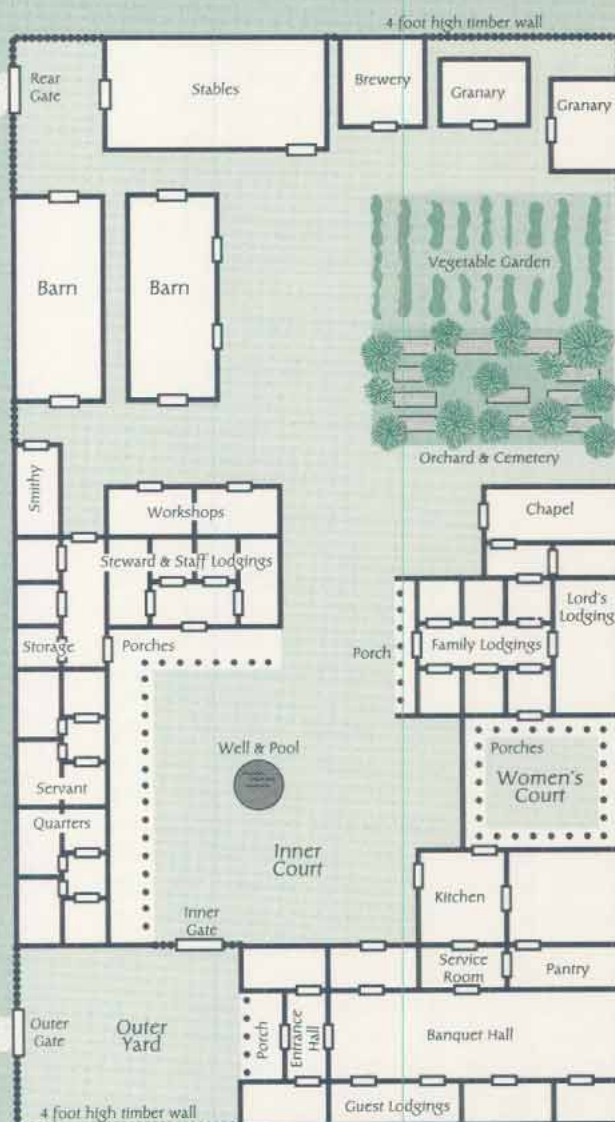 4 foot high timber wall
Rear
Gate
Stables
Brewery
Granary
Granary
Barn
Barn
Vegetable Garden
Orchard & Cemetery
Smithy
Workshops
Chapel
Steward & Staff Lodgings
Lord's
Lodging
Storage
Porches
Porch
Family Lodgings
Well & Pool
Porches
Women's
Court
Servant
Quarters
Inner
Court
Kitchen
Inner
Gate
Service
Room
Pantry
Outer
Gate
Outer
Yard
Porch
Entrance
Hall
Banquet Hall
Guest Lodgings
4 foot high timber wall